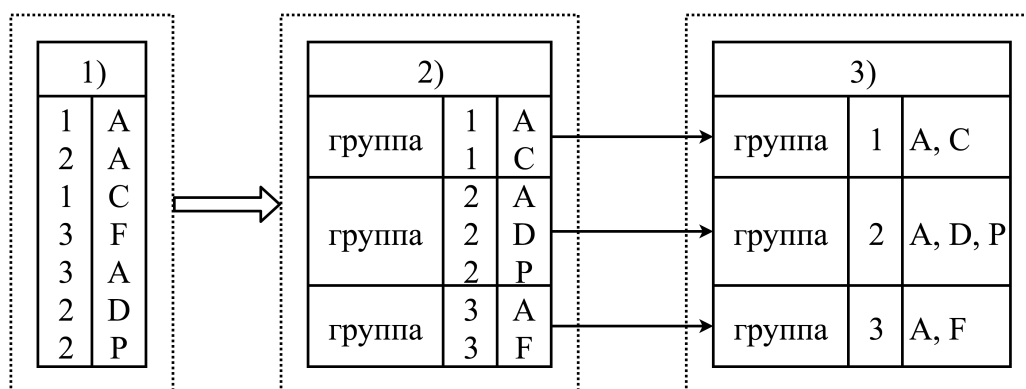 1)
1 A
2 A
1 C
3 F
3 A
2 D
2 P
2)
группа
1 A
1 C
группа
2 A
2 D
2 P
группа
3 A
3 F
3)
группа 1 A, C
группа 2 A, D, P
группа 3 A, F